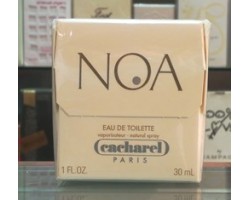 NOA
EAU DE TOILETTE
vaporisateur - natural spray
cacharel
PARIS
1 FL.OZ. 30 mL